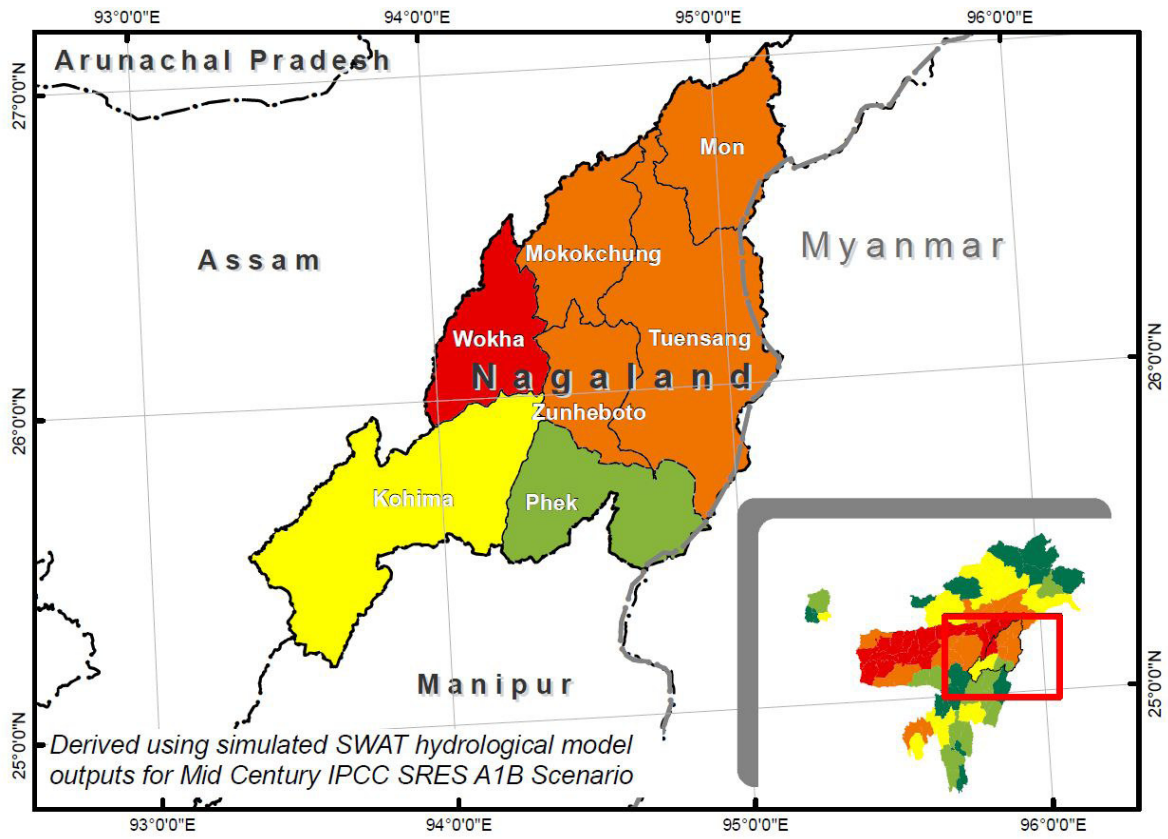 93°0'0"E 94°0'0"E 95°0'0"E 96°0'0"E
Arunachal Pradesh
27°0'0"N
Mon
Myanmar
Assam
Mokokchung
Wokha
Tuensang
26°0'0"N
Nagaland
26°0'0"N
Zunheboto
Kohima
Phek
25°0'0"N
Manipur
25°0'0"N
Derived using simulated SWAT hydrological model
outputs for Mid Century IPCC SRES A1B Scenario
93°0'0"E 94°0'0"E 95°0'0"E 96°0'0"E